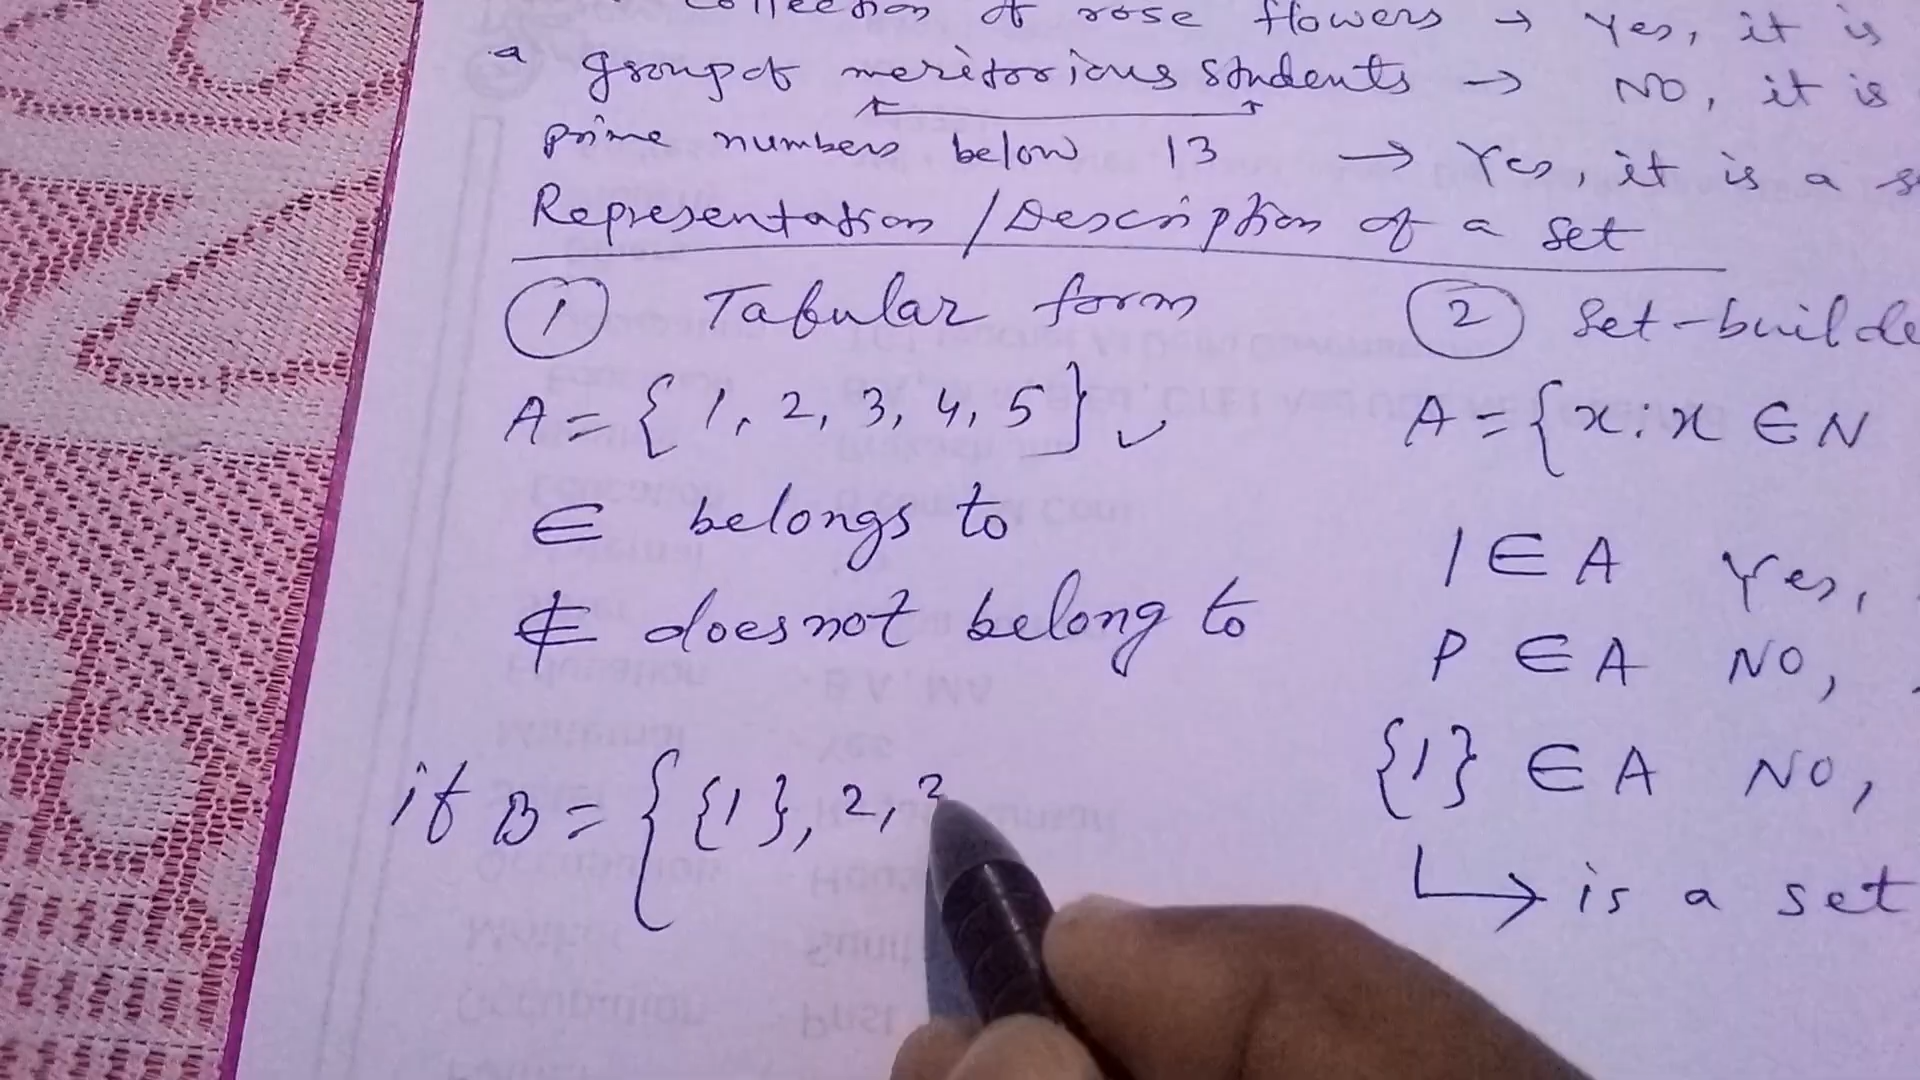 collection of rose flowers → Yes, it is
a group of meritorious students → NO, it is
prime numbers below 13 → Yes, it is a
Representation / Description of a set
① Tabular form ② Set-builde
A = { 1, 2, 3, 4, 5 } ✓ A = { x : x ∈ N
∈ belongs to
1 ∈ A Yes,
∉ does not belong to
P ∈ A NO,
{1} ∈ A NO,
if B = { {1}, 2, 3
↳ is a set